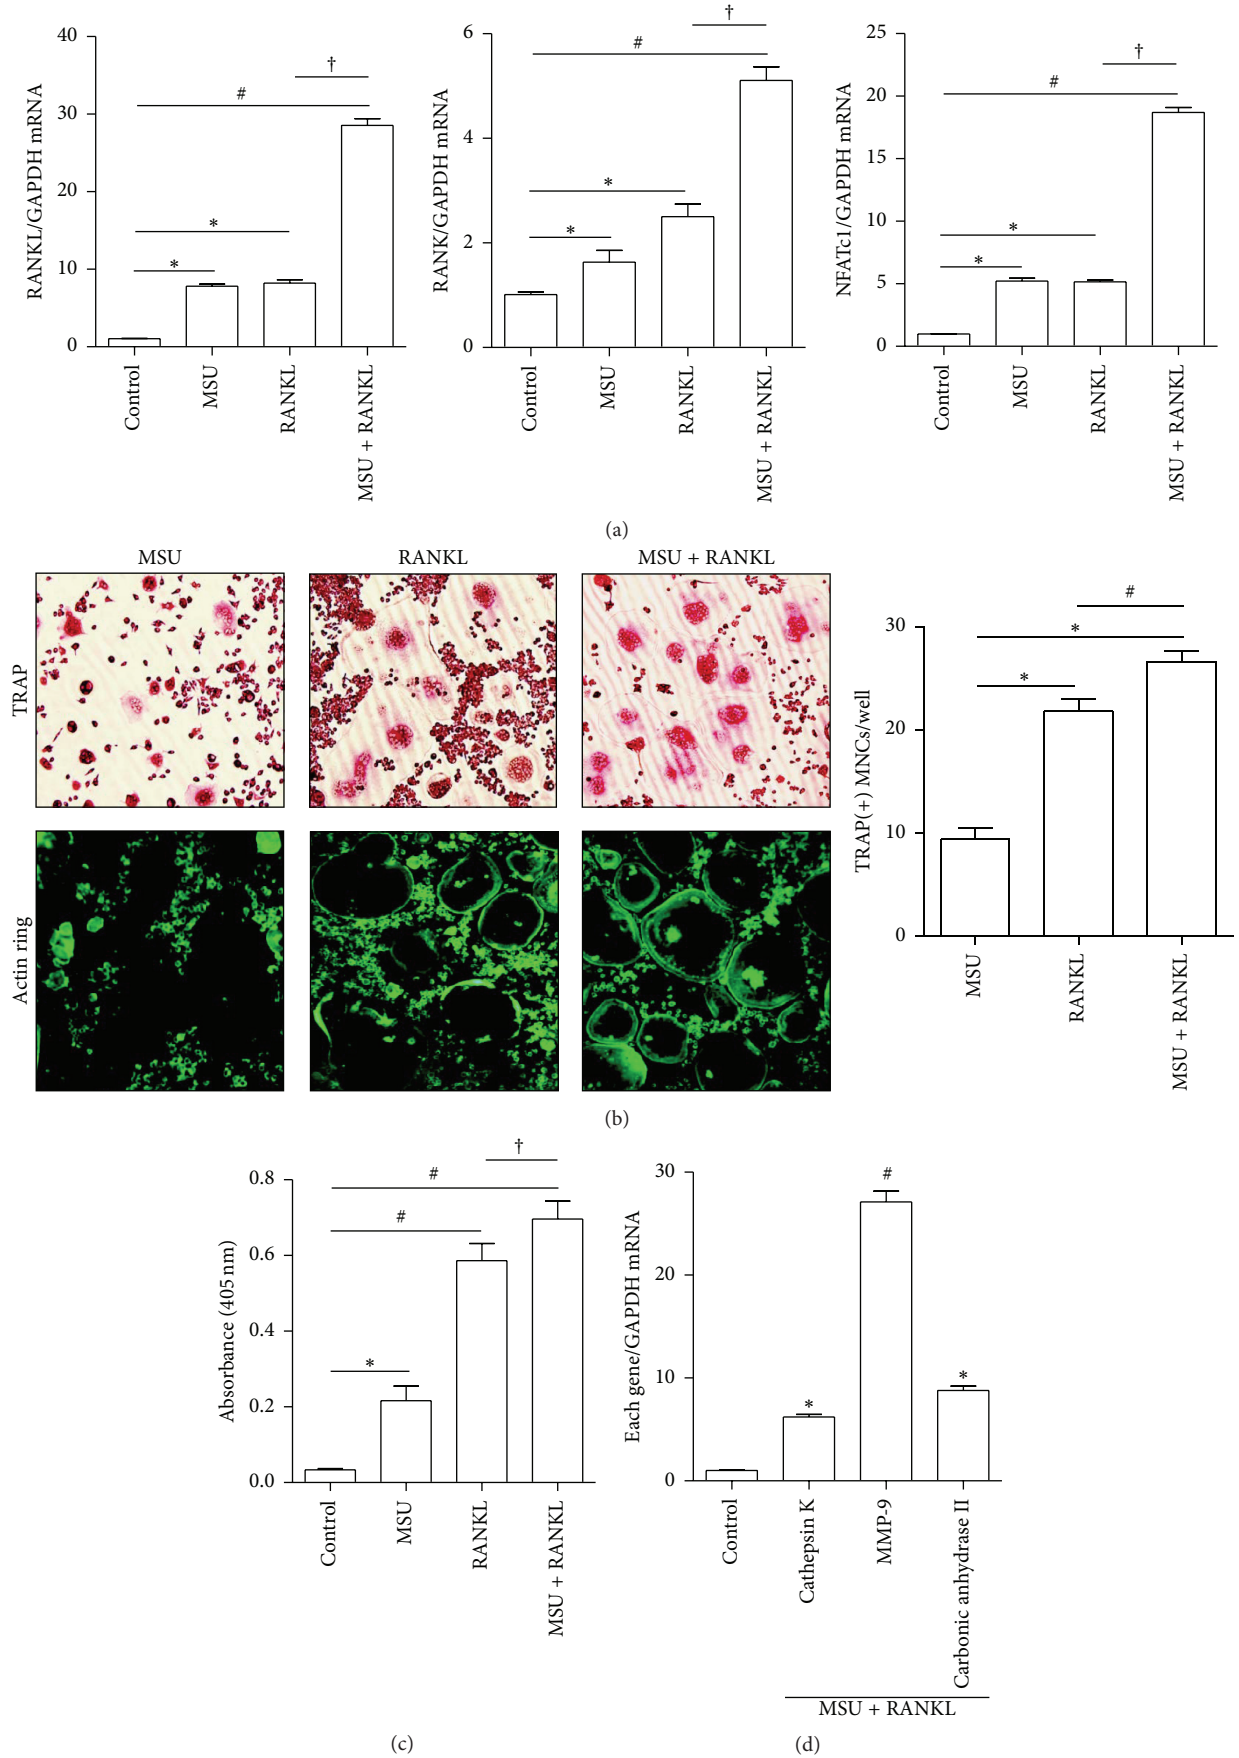 RANKL/GAPDH mRNA
40
30
20
10
0
*
*
#
†
Control
MSU
RANKL
MSU + RANKL
RANK/GAPDH mRNA
6
4
2
0
*
*
#
†
Control
MSU
RANKL
MSU + RANKL
NFATc1/GAPDH mRNA
25
20
15
10
5
0
*
*
#
†
Control
MSU
RANKL
MSU + RANKL
(a)
MSU
RANKL
MSU + RANKL
TRAP
Actin ring
TRAP(+) MNCs/well
30
20
10
0
*
*
#
MSU
RANKL
MSU + RANKL
(b)
Absorbance (405 nm)
0.8
0.6
0.4
0.2
0.0
*
#
#
†
Control
MSU
RANKL
MSU + RANKL
(c)
Each gene/GAPDH mRNA
30
20
10
0
*
#
*
Control
Cathepsin K
MMP-9
Carbonic anhydrase II
MSU + RANKL
(d)